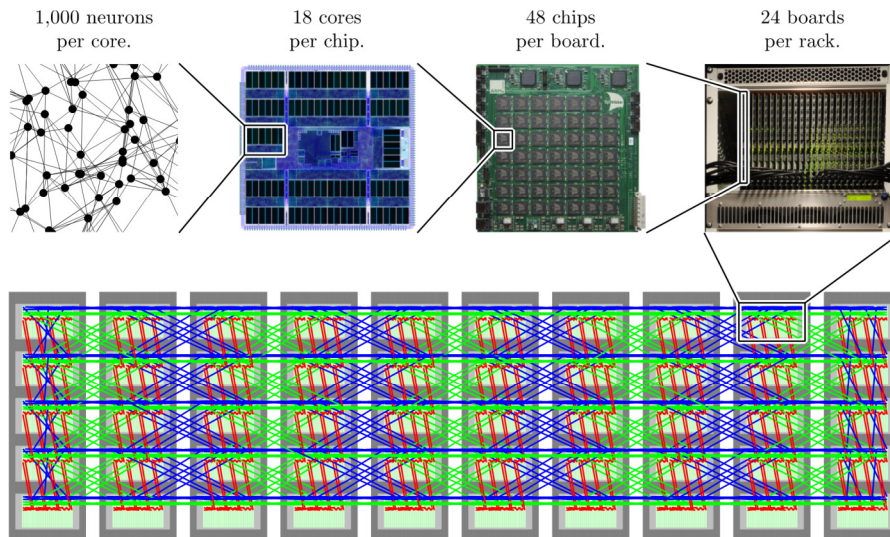 1,000 neurons
per core.
18 cores
per chip.
48 chips
per board.
24 boards
per rack.